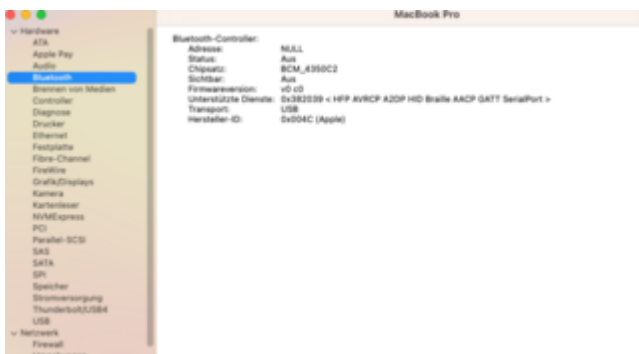 MacBook Pro
Hardware
ATA
Apple Pay
Audio
Bluetooth
Brennen von Medien
Controller
Diagnose
Drucker
Ethernet
Festplatte
Fibre-Channel
FireWire
Grafik/Displays
Kamera
Kartenleser
NVMExpress
PCI
Parallel-SCSI
SAS
SATA
SPI
Speicher
Stromversorgung
Thunderbolt/USB4
USB
Netzwerk
Firewall
Bluetooth-Controller:
Adresse: NULL
Status: Aus
Chipsatz: BCM_4350C2
Sichtbar: Aus
Firmwareversion: v0 c0
Unterstützte Dienste: 0x382039 < HFP AVRCP A2DP HID Braille AACP GATT SerialPort >
Transport: USB
Hersteller-ID: 0x004C (Apple)